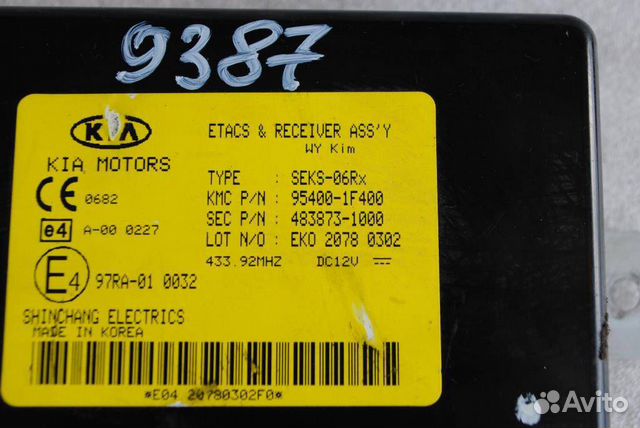 9387
KIA
KIA MOTORS
ETACS & RECEIVER ASS'Y
WY Kim
CE 0682
e4 A-00 0227
E4 97RA-01 0032
TYPE : SEKS-06Rx
KMC P/N : 95400-1F400
SEC P/N : 483873-1000
LOT N/O : EKO 2078 0302
433.92MHZ DC12V
SHINCHANG ELECTRICS
MADE IN KOREA
*E04 20780302F0*
Avito